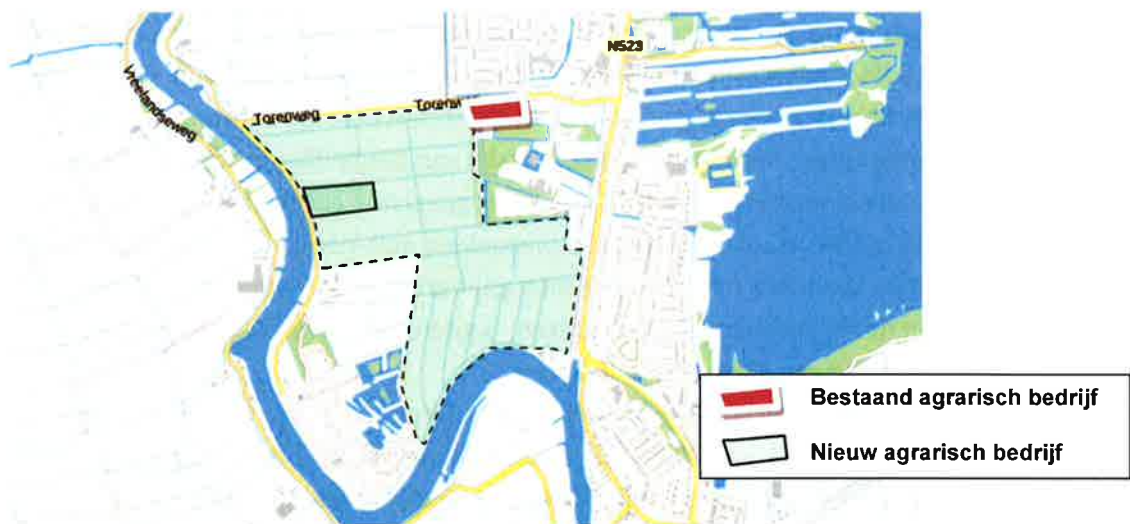 N523
Vreelandseweg
Torenweg
Bestaand agrarisch bedrijf
Nieuw agrarisch bedrijf